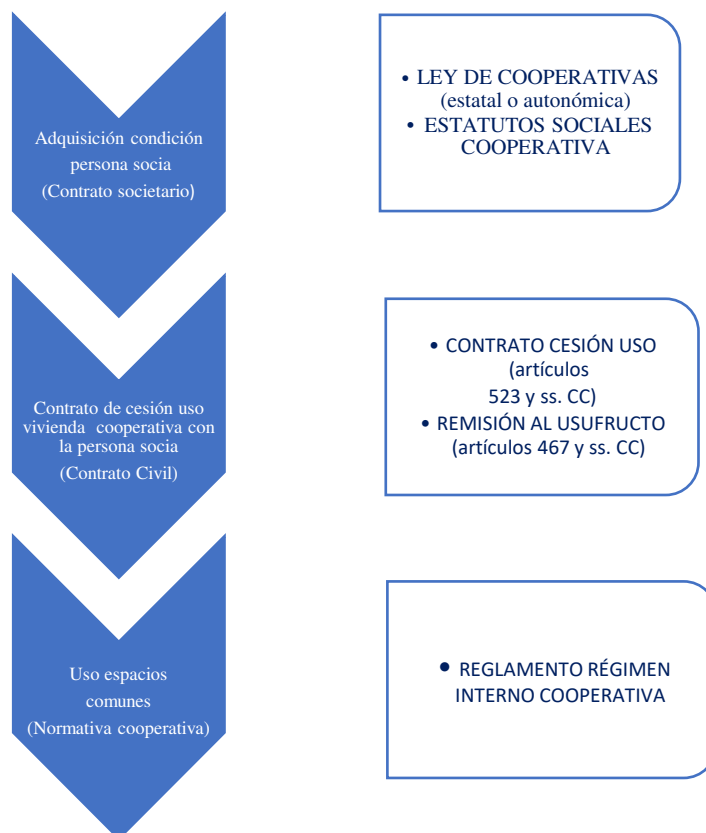 Adquisición condición
persona socia
(Contrato societario)
• LEY DE COOPERATIVAS
(estatal o autonómica)
• ESTATUTOS SOCIALES
COOPERATIVA
Contrato de cesión uso
vivienda cooperativa con
la persona socia
(Contrato Civil)
• CONTRATO CESIÓN USO
(artículos
523 y ss. CC)
• REMISIÓN AL USUFRUCTO
(artículos 467 y ss. CC)
Uso espacios
comunes
(Normativa cooperativa)
• REGLAMENTO RÉGIMEN
INTERNO COOPERATIVA